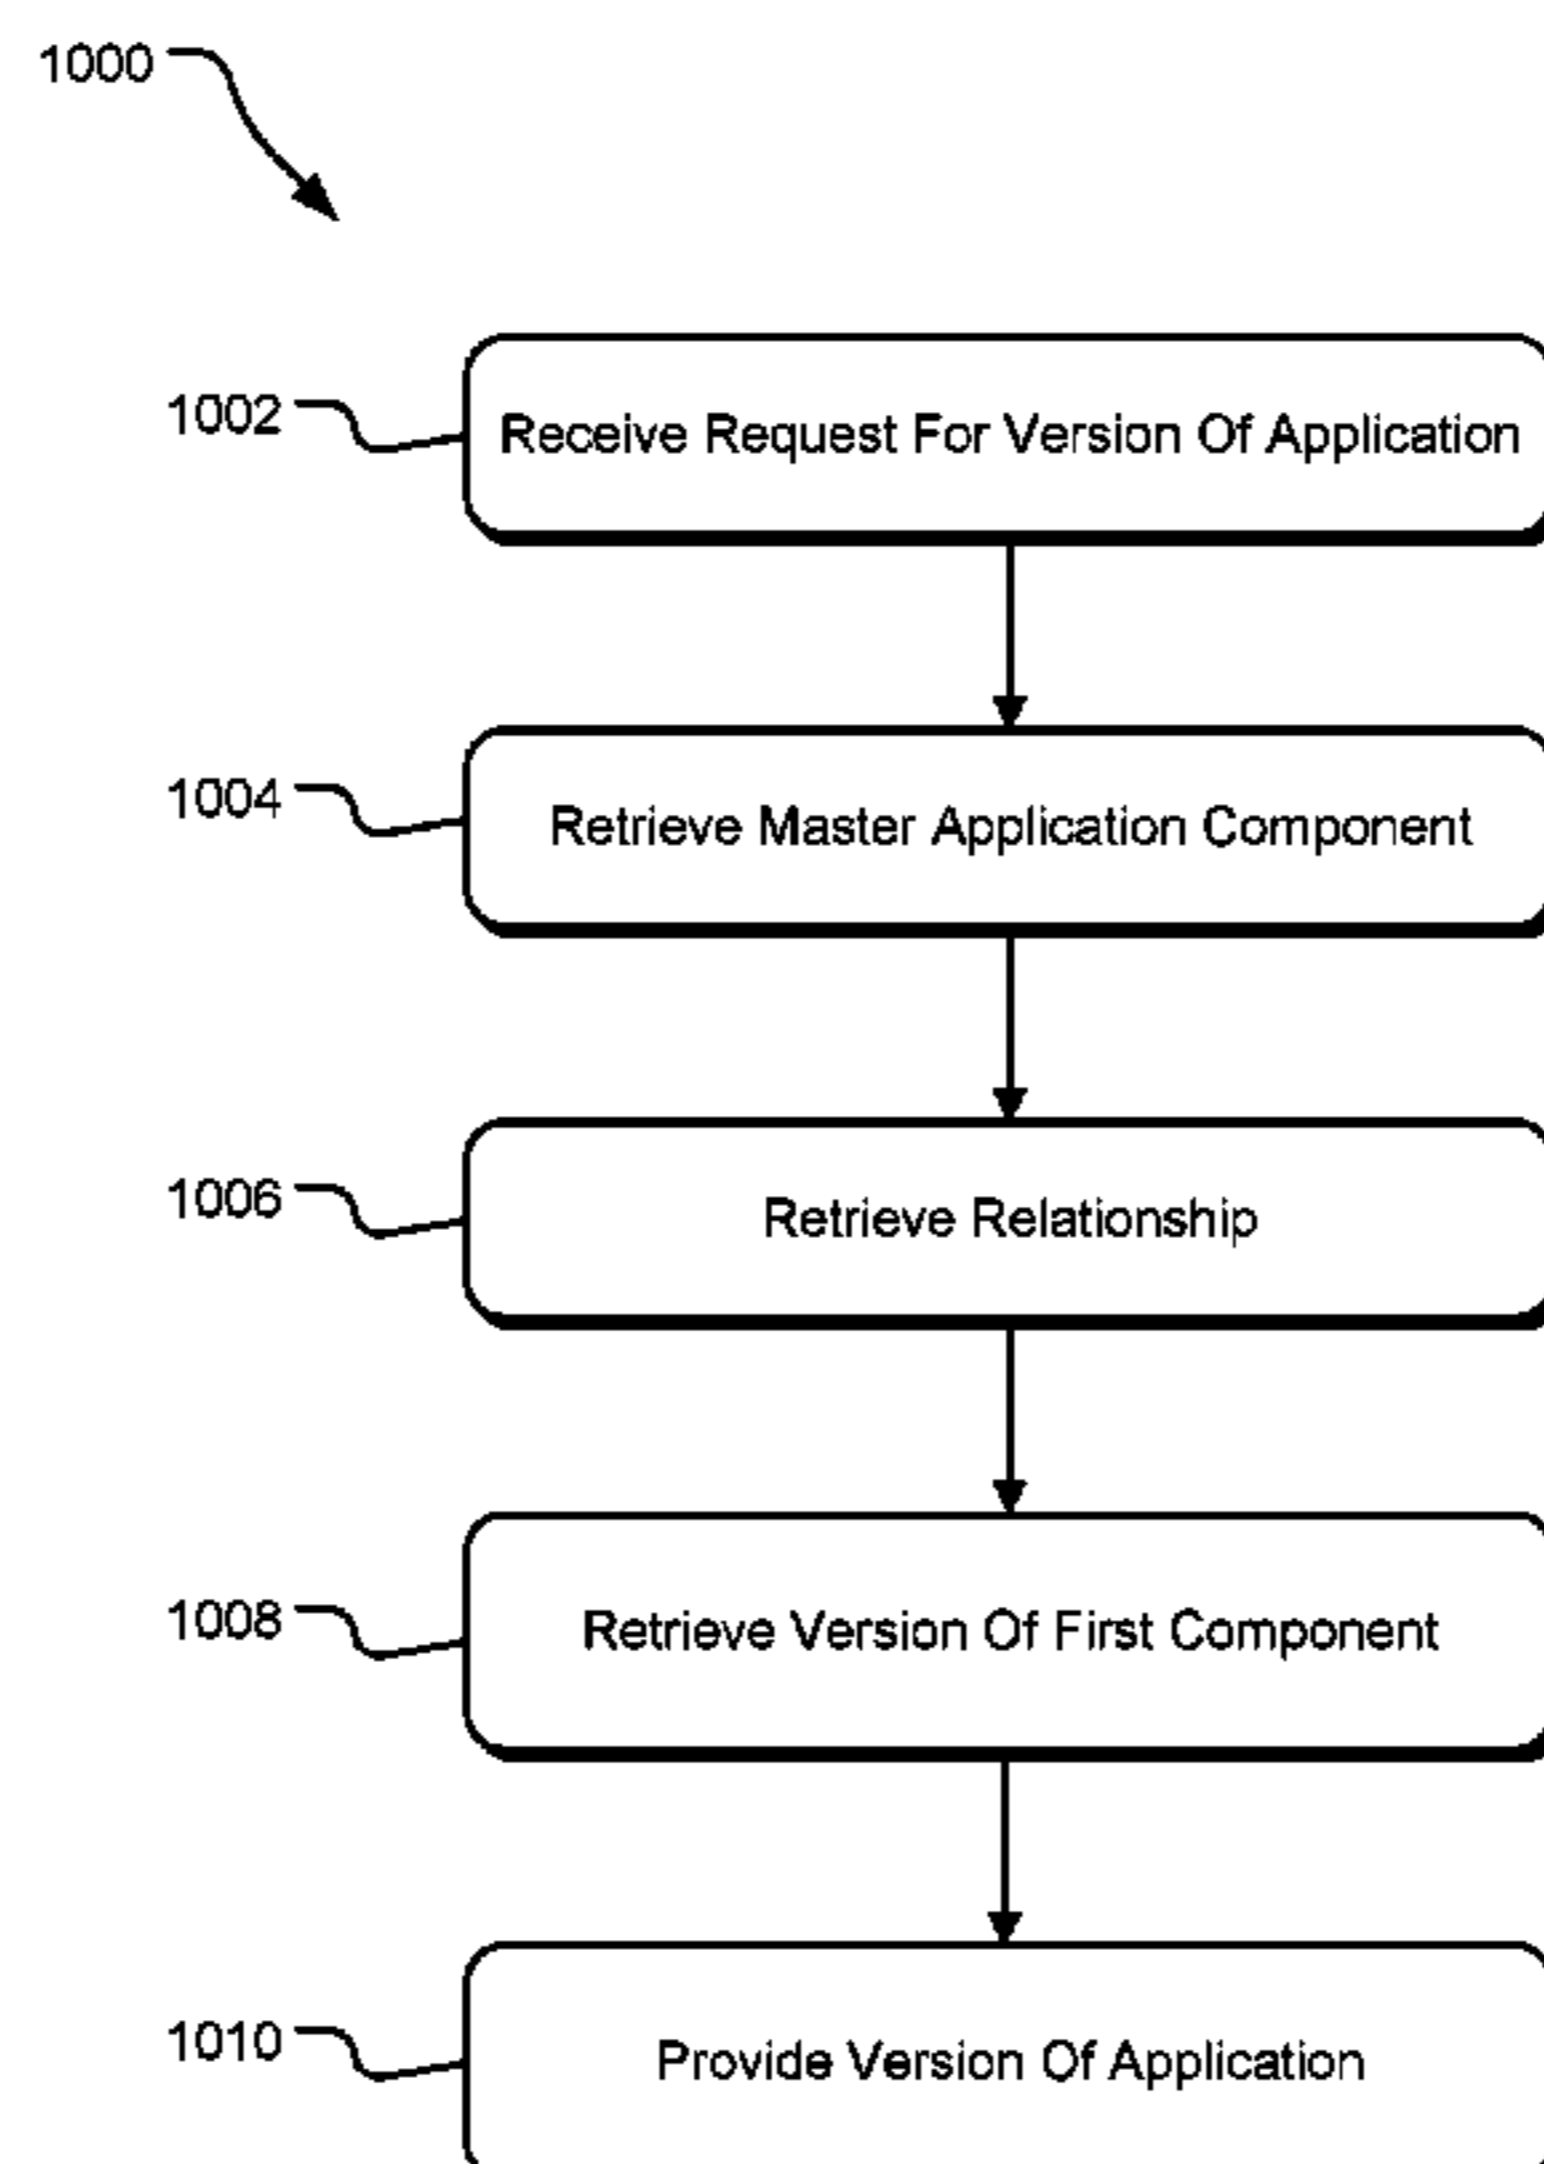 1000
1002 Receive Request For Version Of Application
1004 Retrieve Master Application Component
1006 Retrieve Relationship
1008 Retrieve Version Of First Component
1010 Provide Version Of Application